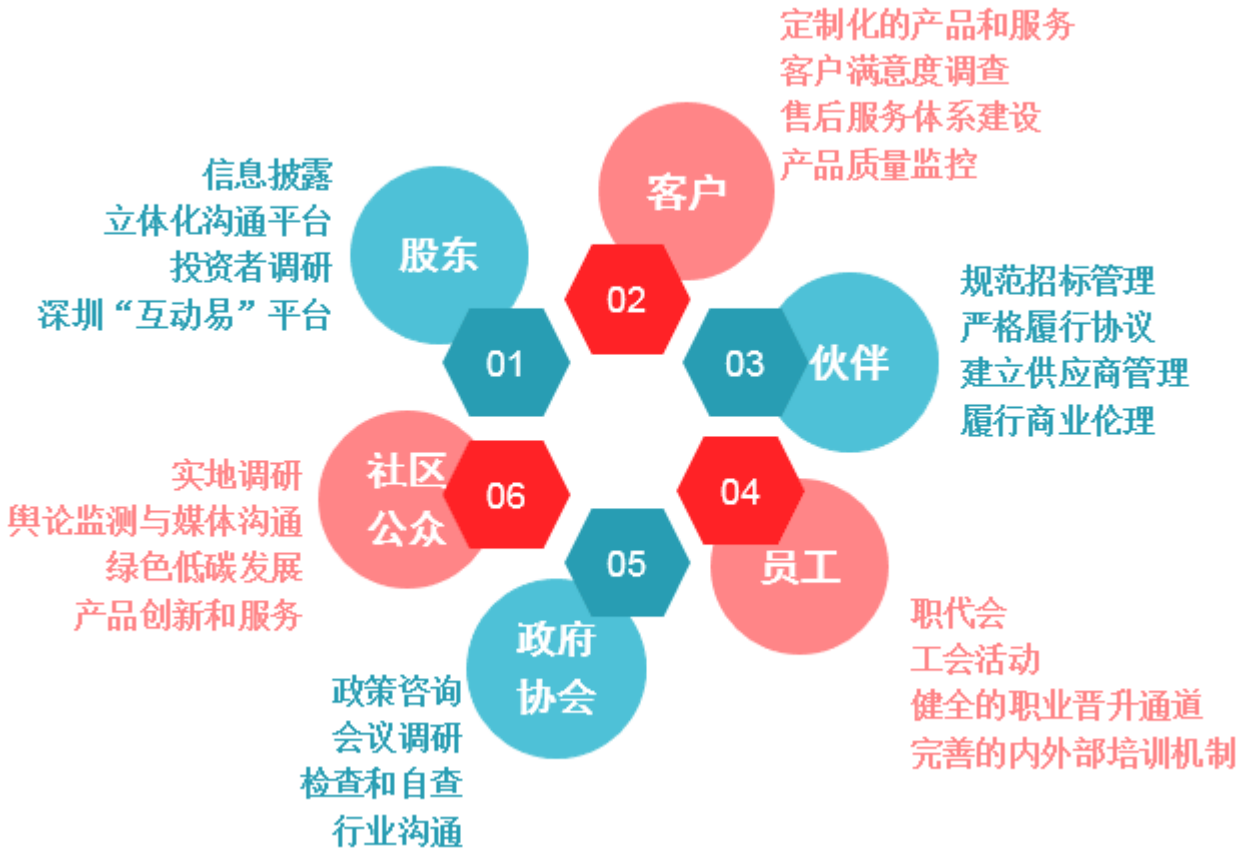 股东
01
信息披露
立体化沟通平台
投资者调研
深圳“互动易”平台
客户
02
定制化的产品和服务
客户满意度调查
售后服务体系建设
产品质量监控
伙伴
03
规范招标管理
严格履行协议
建立供应商管理
履行商业伦理
员工
04
职代会
工会活动
健全的职业晋升通道
完善的内外部培训机制
政府
协会
05
政策咨询
会议调研
检查和自查
行业沟通
社区
公众
06
实地调研
舆论监测与媒体沟通
绿色低碳发展
产品创新和服务